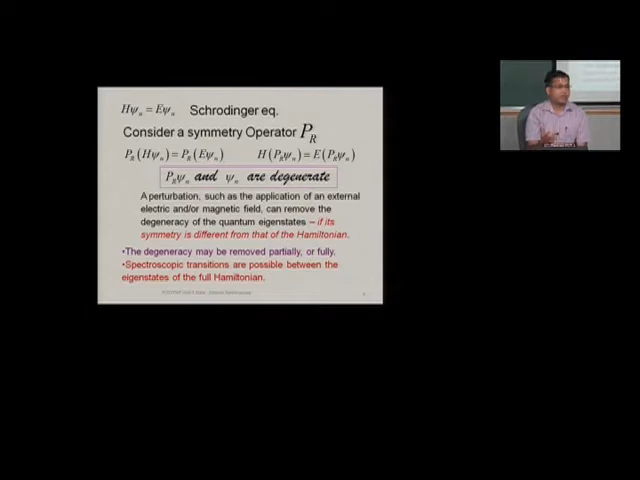 Hψn = Eψn Schrodinger eq.
Consider a symmetry Operator PR
PR(Hψn) = PR(Eψn) H(PRψn) = E(PRψn)
PRψn and ψn are degenerate
A perturbation, such as the application of an external
electric and/or magnetic field, can remove the
degeneracy of the quantum eigenstates – if its
symmetry is different from that of the Hamiltonian.
•The degeneracy may be removed partially, or fully.
•Spectroscopic transitions are possible between the
eigenstates of the full Hamiltonian.